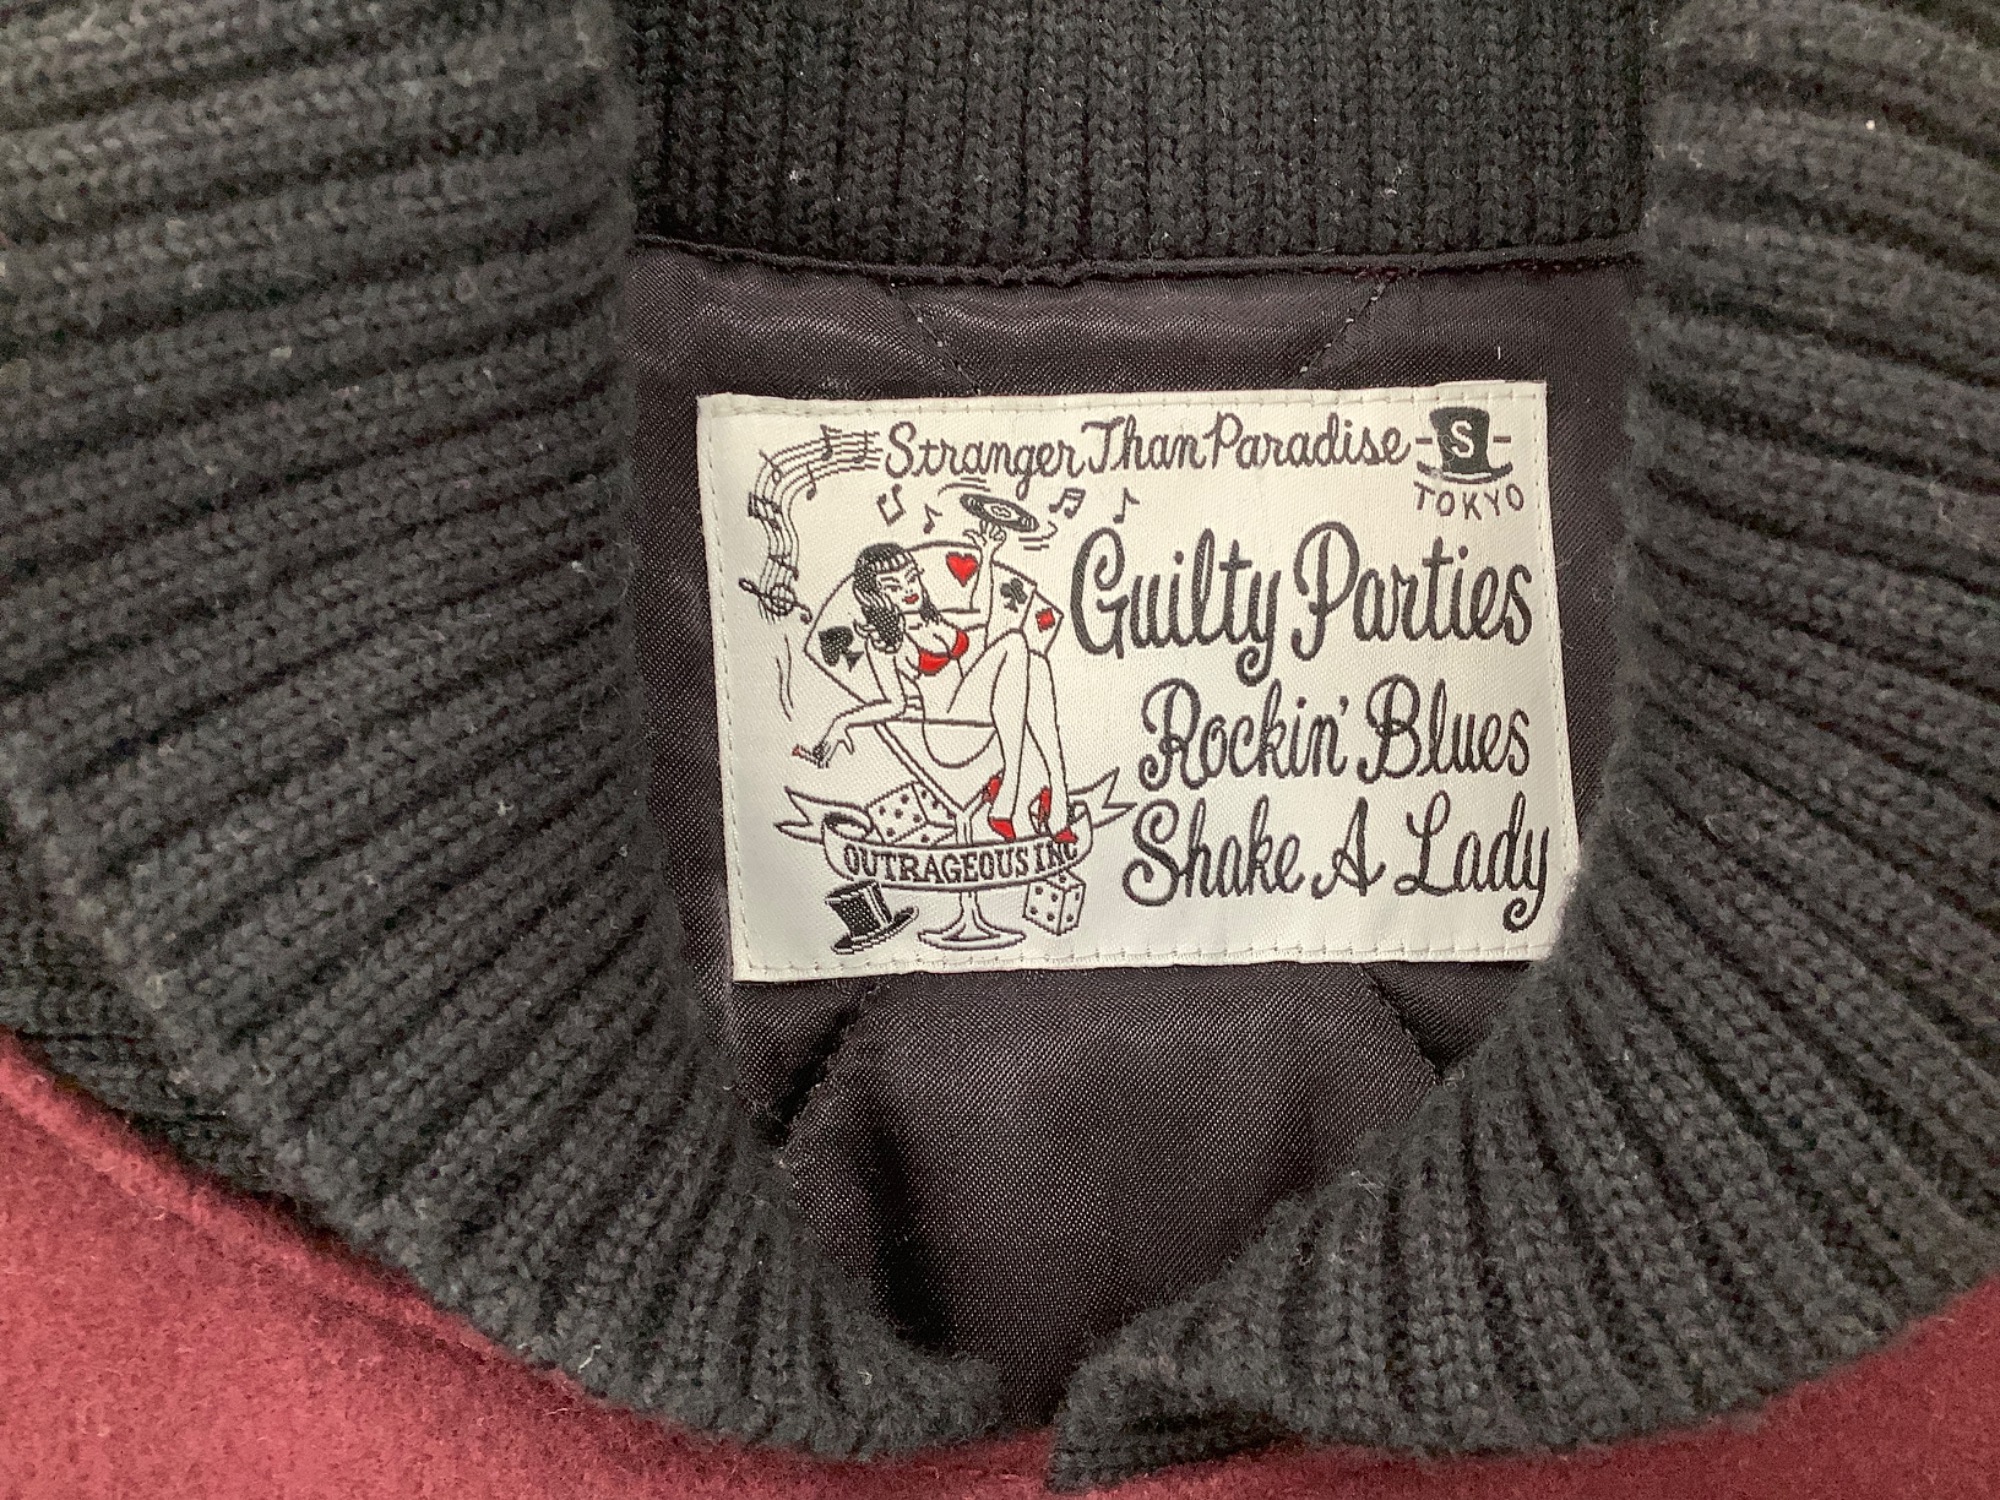 Stranger Than Paradise -S-
TOKYO
Guilty Parties
Rockin' Blues
Shake A Lady
OUTRAGEOUS INC